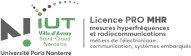 IUT
Ville d'Avray
Saint-Cloud
Nanterre
Université Paris Nanterre
Licence PRO MHR
mesures hyperfréquences
et radiocommunications
métiers de l'électronique:
communication, systèmes embarqués